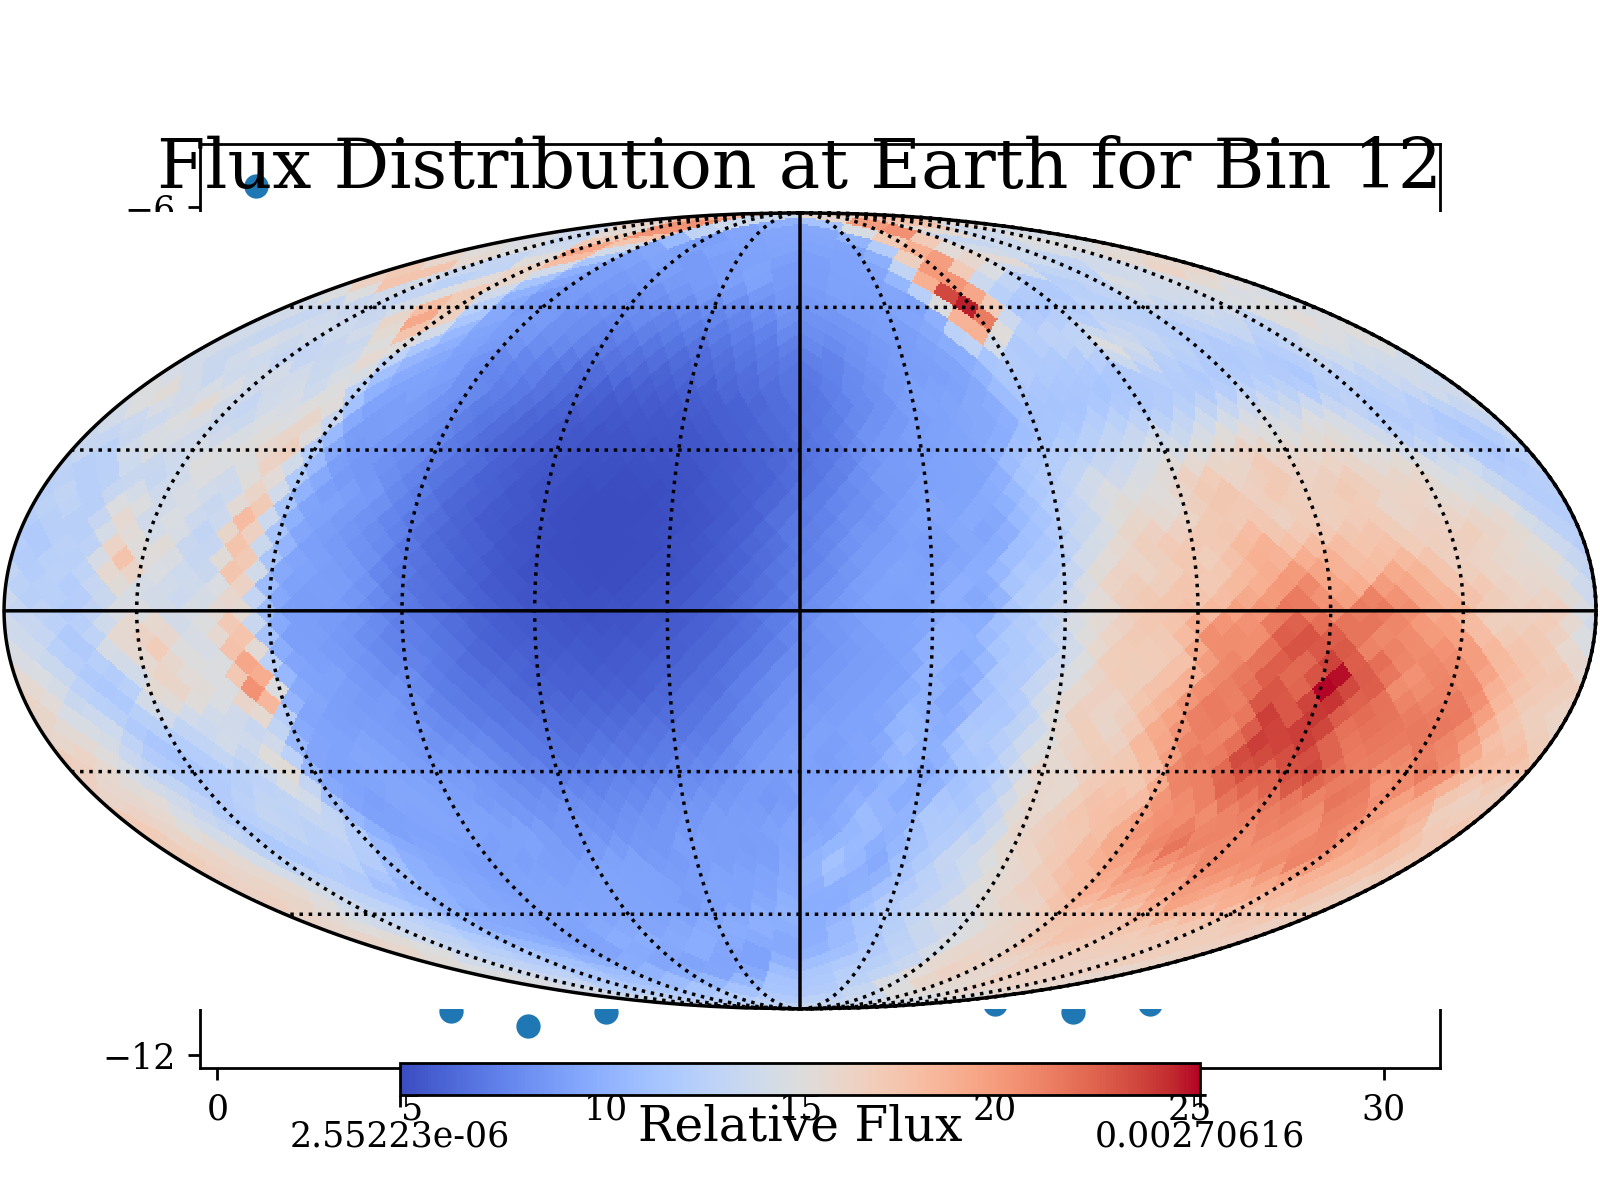 Flux Distribution at Earth for Bin 12
−6
−12
0 5 10 15 20 25 30
Relative Flux
2.55223e-06 0.00270616